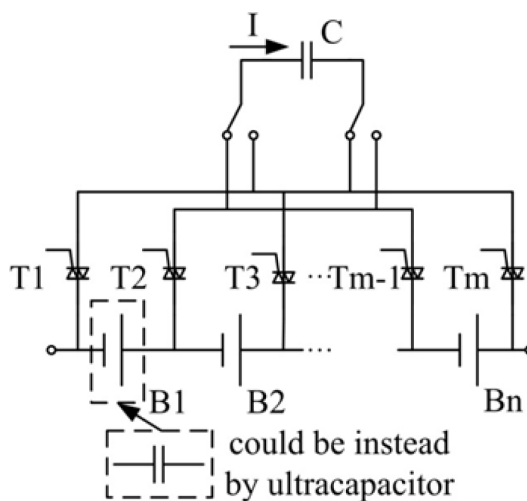 I
C
T1 T2 T3 ... Tm-1 Tm
... 
B1 B2 Bn
could be instead
by ultracapacitor